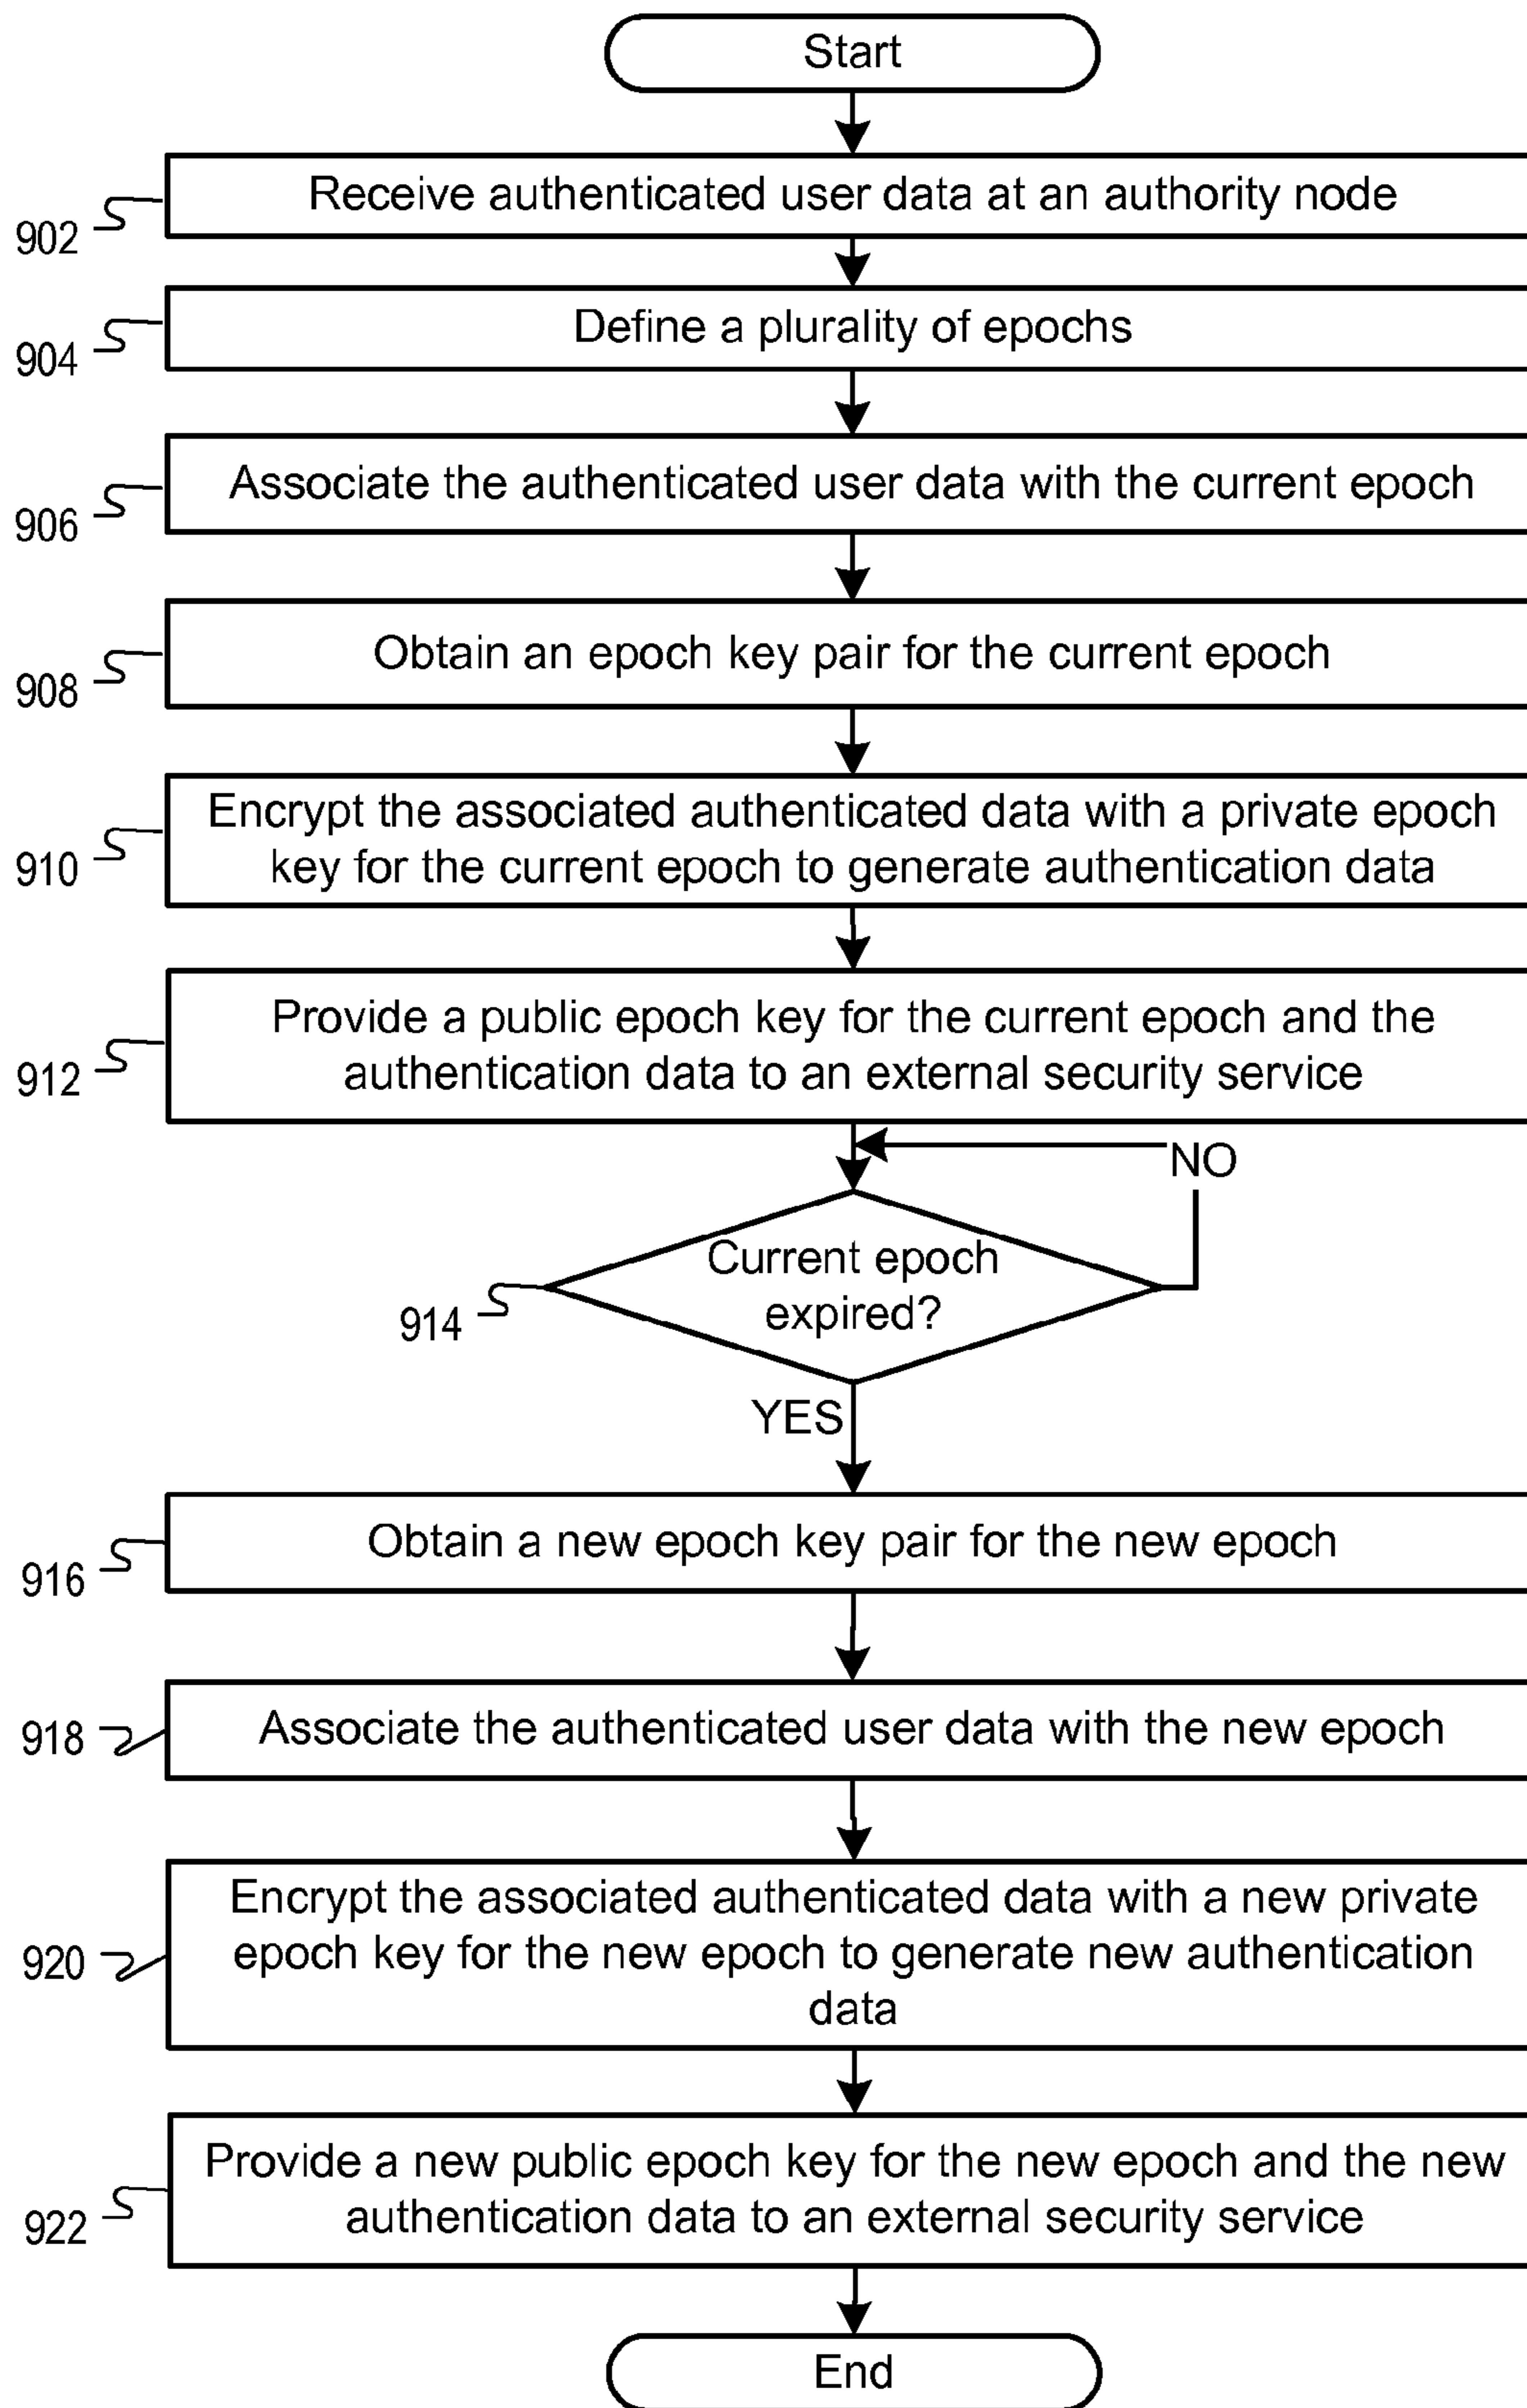 Start
Receive authenticated user data at an authority node
902
Define a plurality of epochs
904
Associate the authenticated user data with the current epoch
906
Obtain an epoch key pair for the current epoch
908
Encrypt the associated authenticated data with a private epoch
key for the current epoch to generate authentication data
910
Provide a public epoch key for the current epoch and the
authentication data to an external security service
912
NO
Current epoch
expired?
914
YES
Obtain a new epoch key pair for the new epoch
916
Associate the authenticated user data with the new epoch
918
Encrypt the associated authenticated data with a new private
epoch key for the new epoch to generate new authentication
data
920
Provide a new public epoch key for the new epoch and the new
authentication data to an external security service
922
End